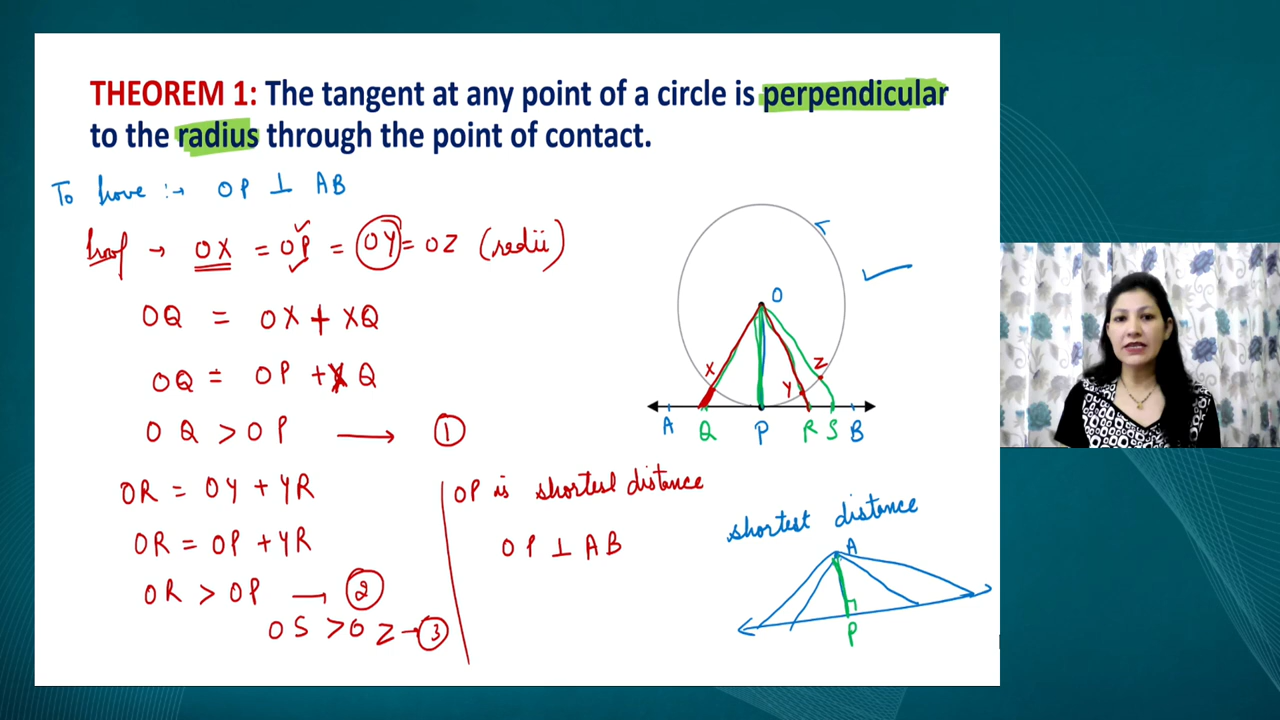 THEOREM 1: The tangent at any point of a circle is perpendicular
to the radius through the point of contact.
To prove :→ OP ⊥ AB
Proof → OX = OP = OY = OZ (radii)
OQ = OX + XQ
OQ = OP + XQ
OQ > OP → ①
OR = OY + YR
OR = OP + YR
OR > OP → ②
OS > OZ → ③
OP is shortest distance
OP ⊥ AB
O
X
Y
Z
A
Q
P
R
S
B
shortest distance
A
P